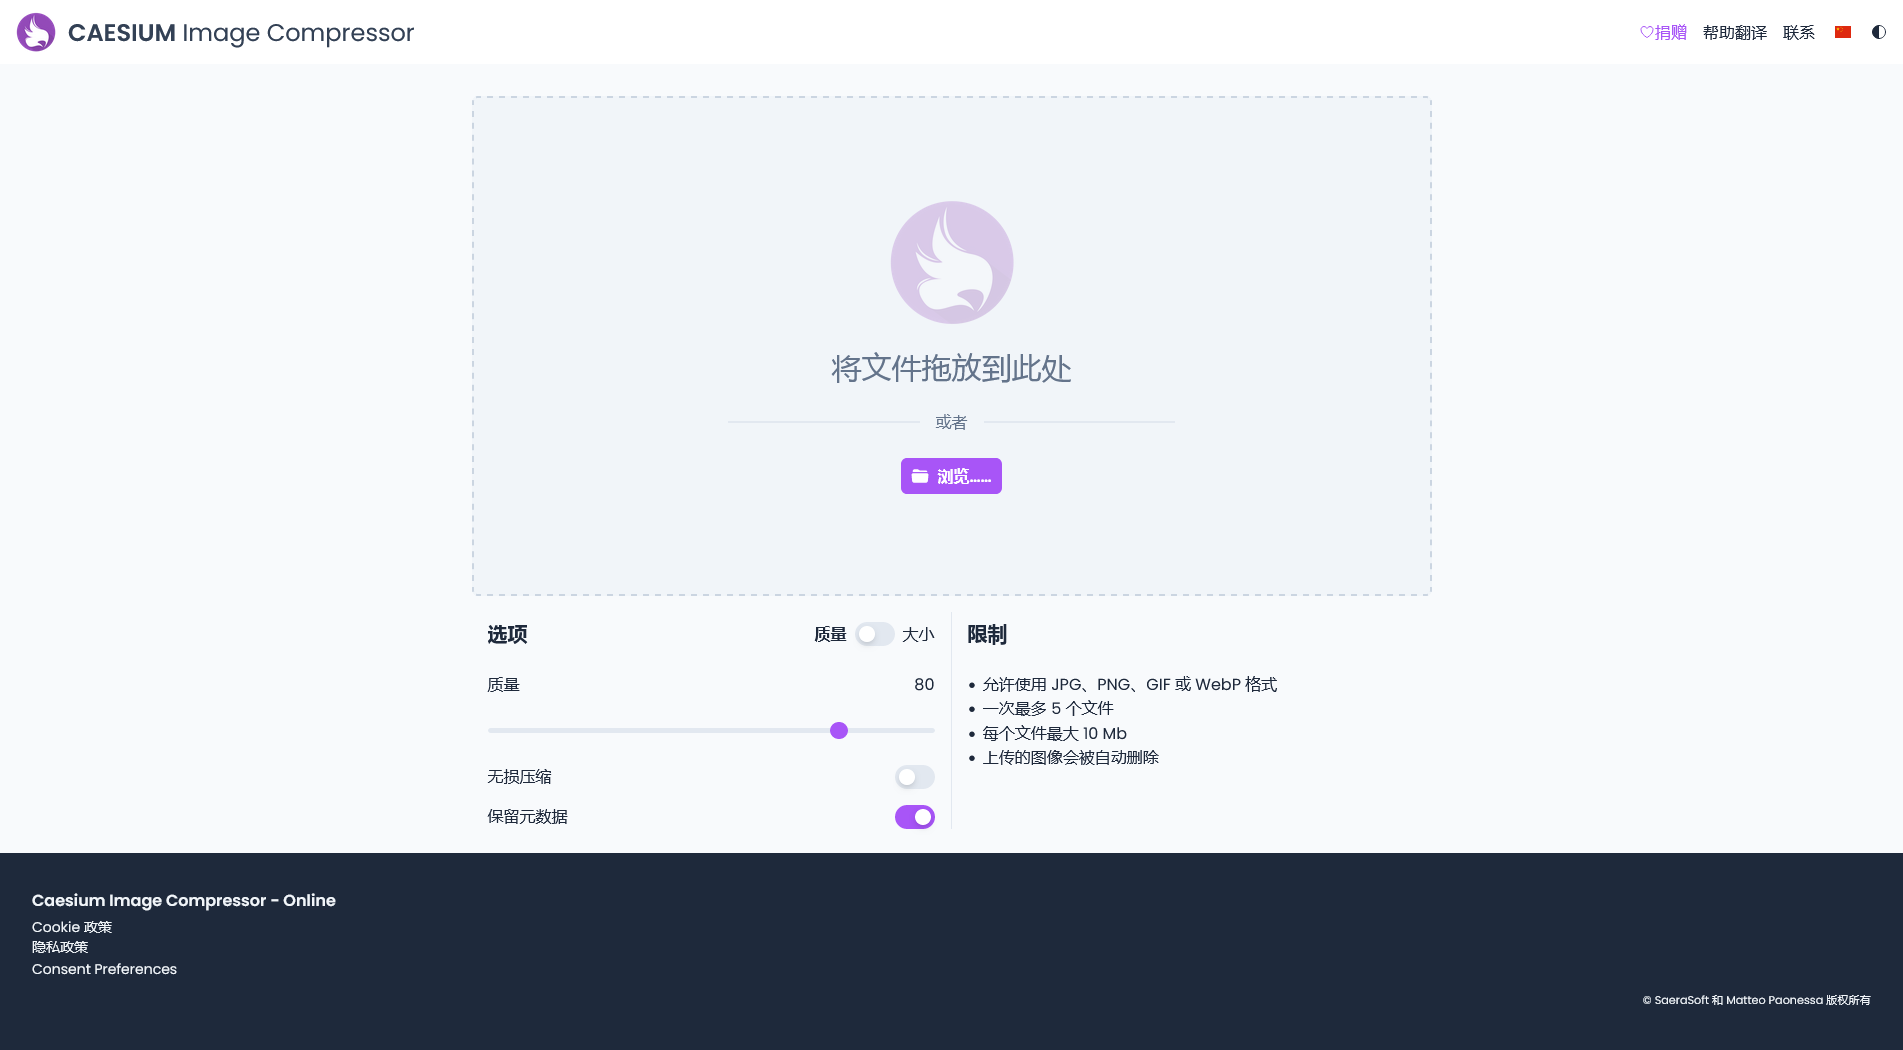 CAESIUM Image Compressor
♡捐赠 帮助翻译 联系
将文件拖放到此处
或者
浏览……
选项
质量 大小
质量 80
无损压缩
保留元数据
限制
• 允许使用 JPG、PNG、GIF 或 WebP 格式
• 一次最多 5 个文件
• 每个文件最大 10 Mb
• 上传的图像会被自动删除
Caesium Image Compressor - Online
Cookie 政策
隐私政策
Consent Preferences
© SaeraSoft 和 Matteo Paonessa 版权所有